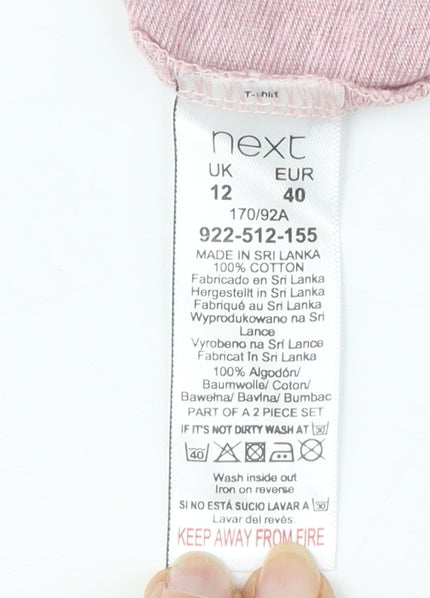 T-shirt
next
UK EUR
12 40
170/92A
922-512-155
MADE IN SRI LANKA
100% COTTON
Fabricado en Sri Lanka
Hergestellt in Sri Lanka
Fabriqué au Sri Lanka
Wyprodukowano na Sri
Lance
Vyrobeno na Sri Lance
Fabricat în Sri Lanka
100% Algodón/
Baumwolle/ Coton/
Bawełna/ Bavlna/ Bumbac
PART OF A 2 PIECE SET
IF IT'S NOT DIRTY WASH AT 30
40
Wash inside out
Iron on reverse
SI NO ESTÁ SUCIO LAVAR A 30
Lavar del revés
KEEP AWAY FROM FIRE